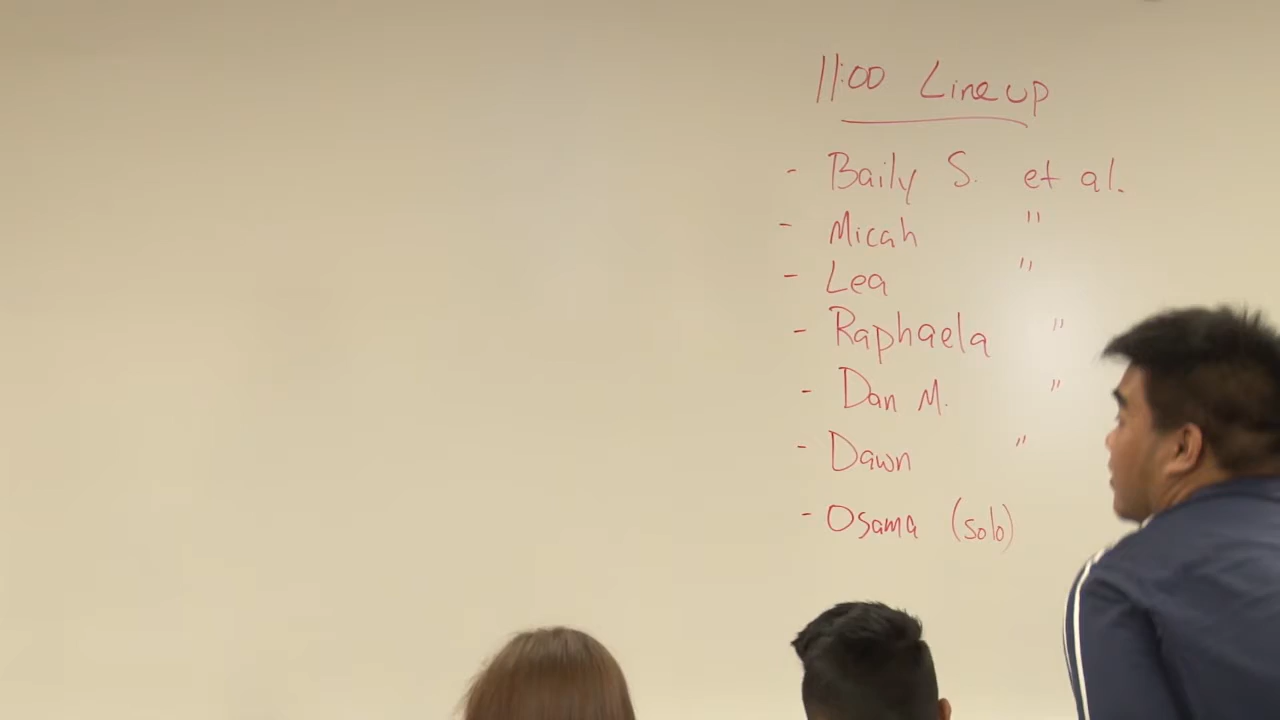 11:00 Lineup
- Baily S. et al.
- Micah "
- Lea "
- Raphaela "
- Dan M. "
- Dawn "
- Osama (solo)